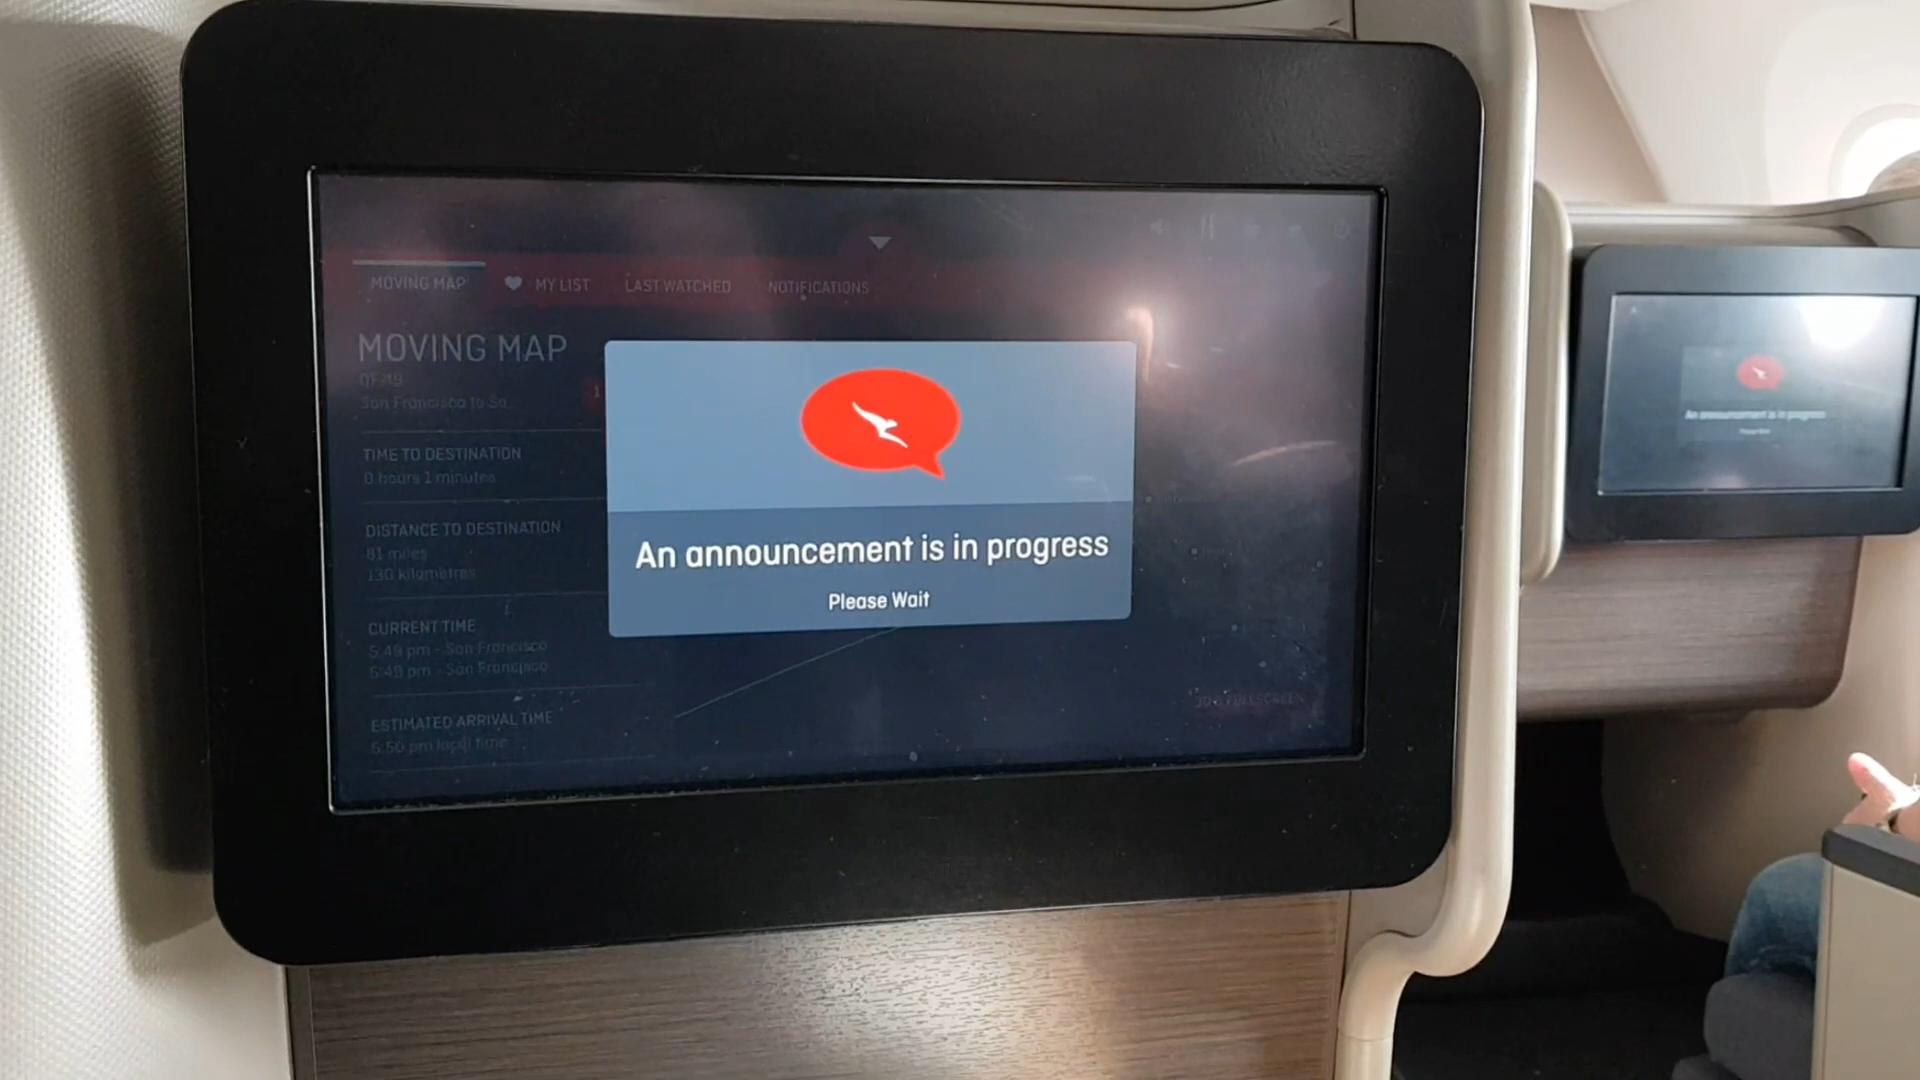 MOVING MAP MY LIST LAST WATCHED NOTIFICATIONS
MOVING MAP
San Francisco to
TIME TO DESTINATION
0 hours 1 minutes
DISTANCE TO DESTINATION
81 miles
130 kilometres
CURRENT TIME
5:49 pm - San Francisco
5:49 pm - San Francisco
ESTIMATED ARRIVAL TIME
5:50 pm local time
An announcement is in progress
Please Wait
An announcement is in progress
Please Wait